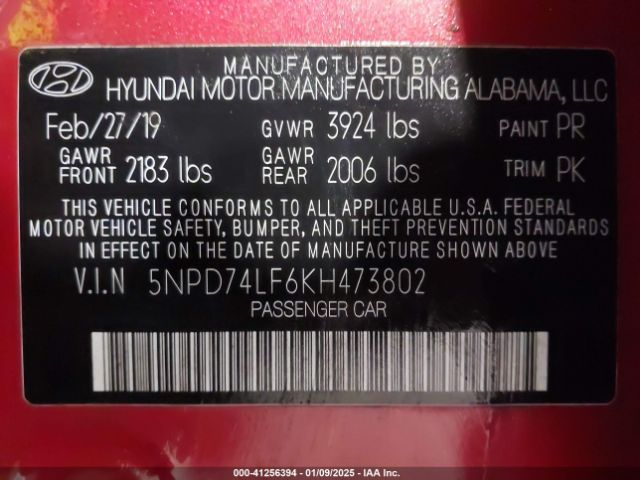 MANUFACTURED BY
HYUNDAI MOTOR MANUFACTURING ALABAMA, LLC
Feb/27/19 GVWR 3924 lbs PAINT PR
GAWR FRONT 2183 lbs GAWR REAR 2006 lbs TRIM PK
THIS VEHICLE CONFORMS TO ALL APPLICABLE U.S.A. FEDERAL
MOTOR VEHICLE SAFETY, BUMPER, AND THEFT PREVENTION STANDARDS
IN EFFECT ON THE DATE OF MANUFACTURE SHOWN ABOVE
V.I.N 5NPD74LF6KH473802
PASSENGER CAR
000-41256394 - 01/09/2025 - IAA Inc.